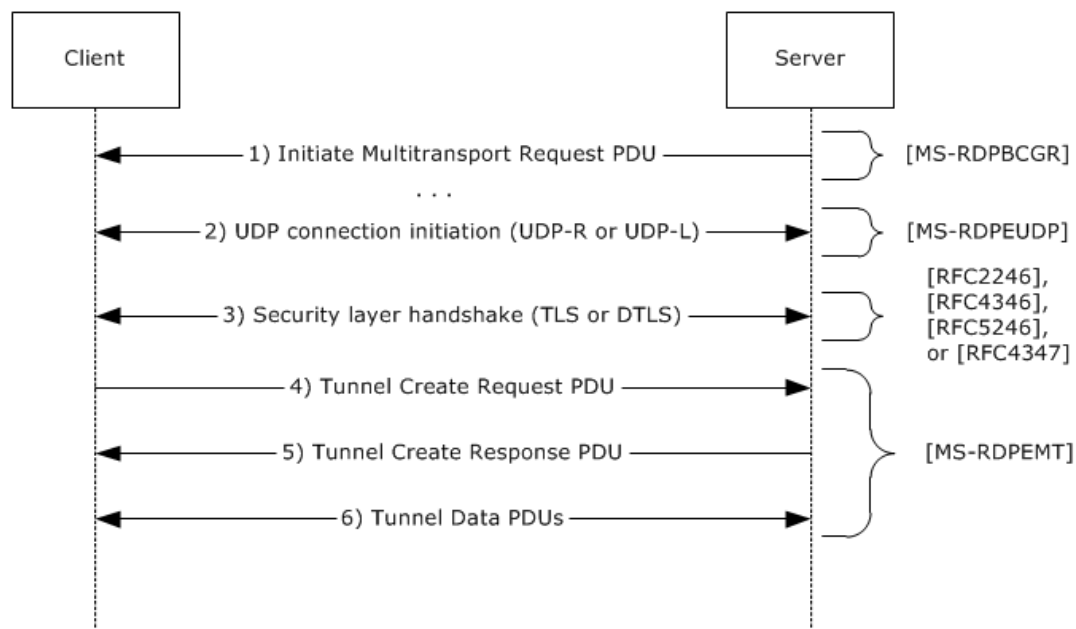 Client
Server
1) Initiate Multitransport Request PDU
[MS-RDPBCGR]
. . .
2) UDP connection initiation (UDP-R or UDP-L)
[MS-RDPEUDP]
3) Security layer handshake (TLS or DTLS)
[RFC2246],
[RFC4346],
[RFC5246],
or [RFC4347]
4) Tunnel Create Request PDU
5) Tunnel Create Response PDU
[MS-RDPEMT]
6) Tunnel Data PDUs